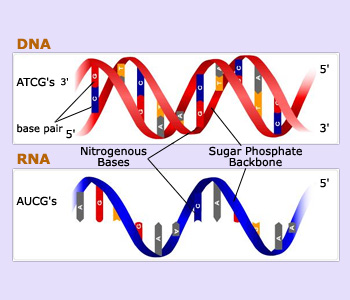 DNA
ATCG's 3'
5'
base pair
5'
3'
Nitrogenous
Bases
Sugar Phosphate
Backbone
RNA
AUCG's
5'